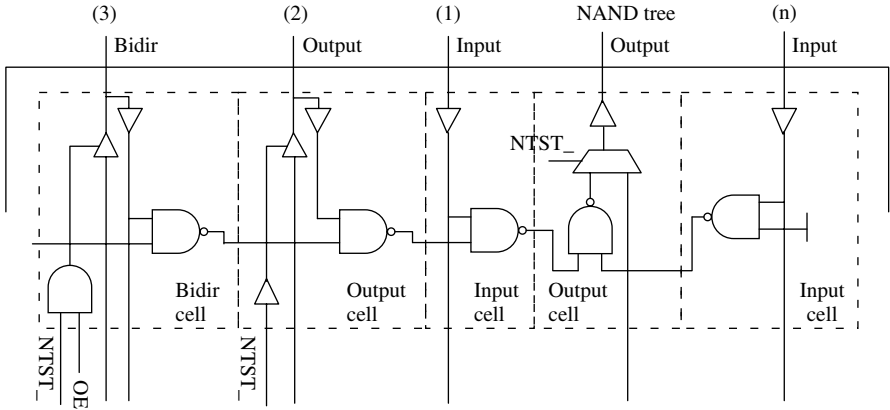 (3)
(2)
(1)
NAND tree
(n)
Bidir
Output
Input
Output
Input
NTST_
Bidir
cell
Output
cell
Input
cell
Output
cell
Input
cell
NTST_
OE
NTST_